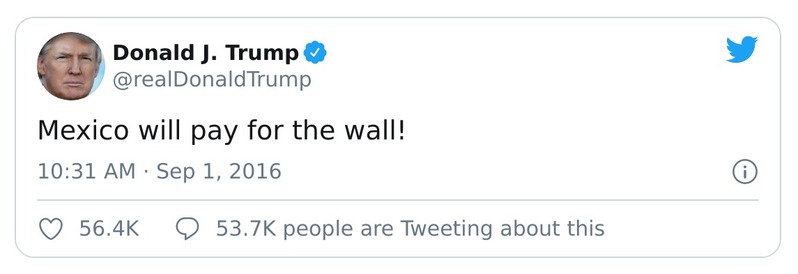 Donald J. Trump
@realDonaldTrump
Mexico will pay for the wall!
10:31 AM · Sep 1, 2016
56.4K 53.7K people are Tweeting about this